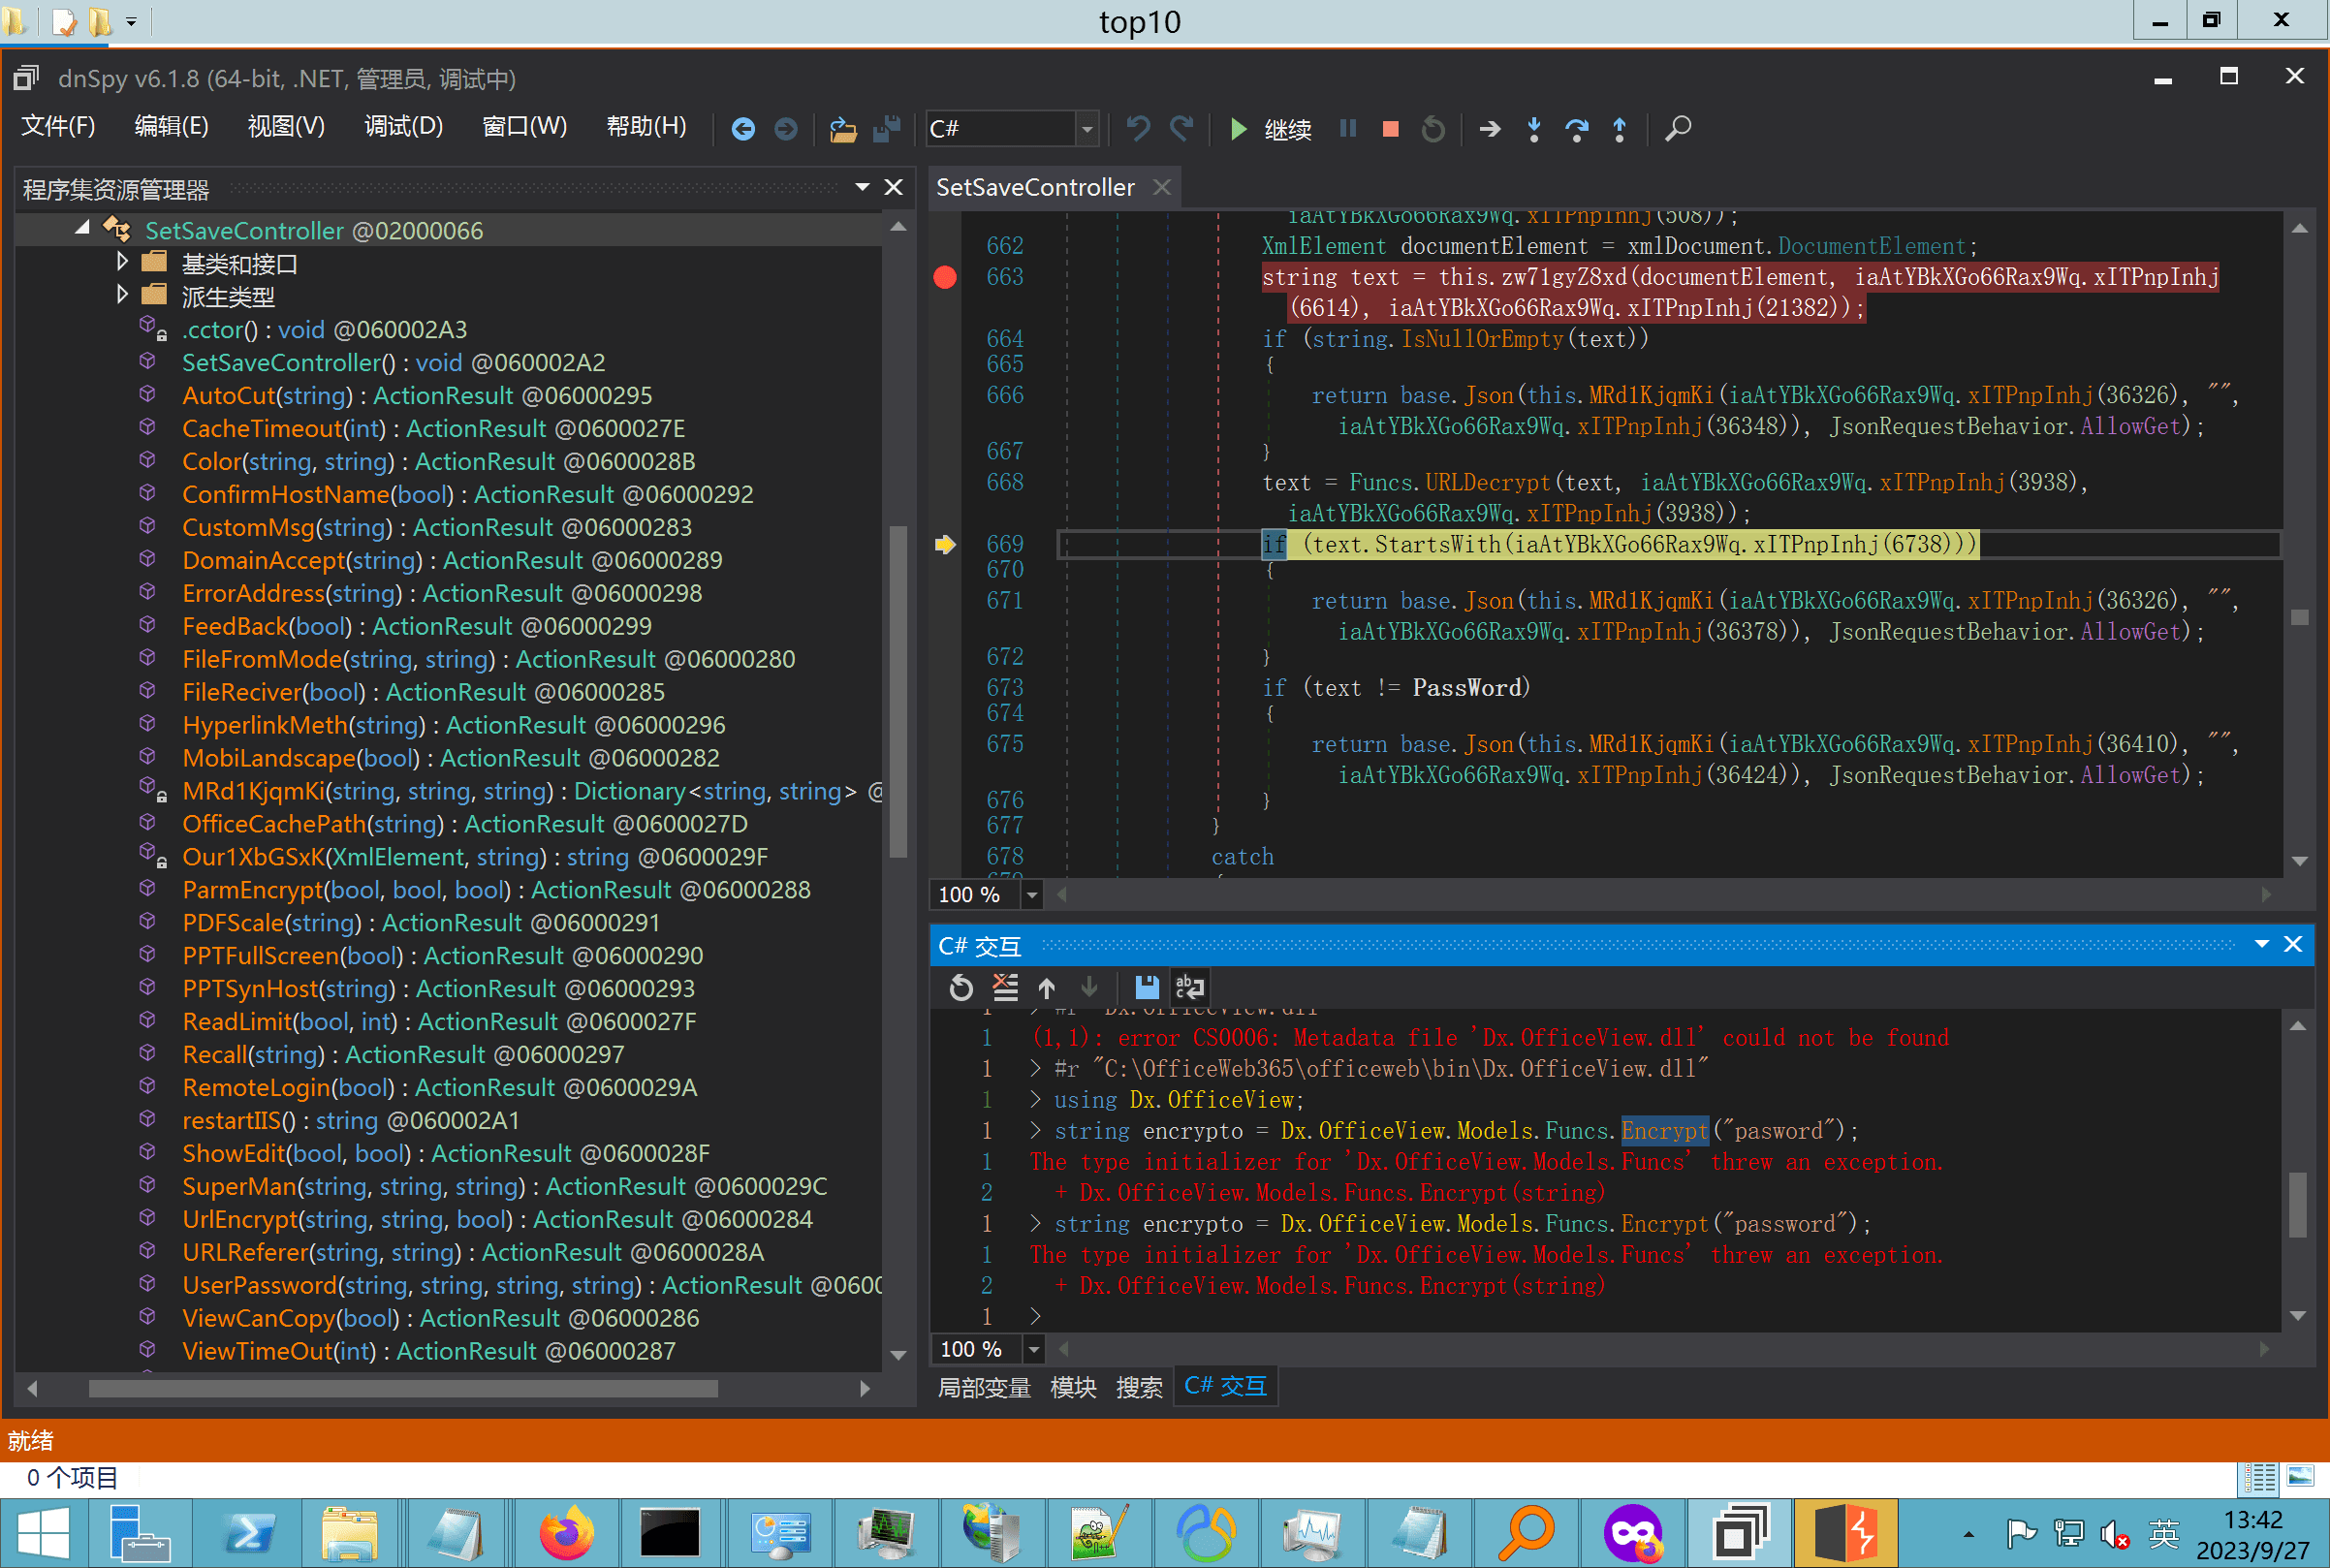 top10
dnSpy v6.1.8 (64-bit, .NET, 管理员, 调试中)
文件(F) 编辑(E) 视图(V) 调试(D) 窗口(W) 帮助(H) C# 继续
程序集资源管理器
SetSaveController @02000066
基类和接口
派生类型
.cctor() : void @060002A3
SetSaveController() : void @060002A2
AutoCut(string) : ActionResult @06000295
CacheTimeout(int) : ActionResult @0600027E
Color(string, string) : ActionResult @0600028B
ConfirmHostName(bool) : ActionResult @06000292
CustomMsg(string) : ActionResult @06000283
DomainAccept(string) : ActionResult @06000289
ErrorAddress(string) : ActionResult @06000298
FeedBack(bool) : ActionResult @06000299
FileFromMode(string, string) : ActionResult @06000280
FileReciver(bool) : ActionResult @06000285
HyperlinkMeth(string) : ActionResult @06000296
MobiLandscape(bool) : ActionResult @06000282
MRd1KjqmKi(string, string, string) : Dictionary<string, string> @
OfficeCachePath(string) : ActionResult @0600027D
Our1XbGSxK(XmlElement, string) : string @0600029F
ParmEncrypt(bool, bool, bool) : ActionResult @06000288
PDFScale(string) : ActionResult @06000291
PPTFullScreen(bool) : ActionResult @06000290
PPTSynHost(string) : ActionResult @06000293
ReadLimit(bool, int) : ActionResult @0600027F
Recall(string) : ActionResult @06000297
RemoteLogin(bool) : ActionResult @0600029A
restartIIS() : string @060002A1
ShowEdit(bool, bool) : ActionResult @0600028F
SuperMan(string, string, string) : ActionResult @0600029C
UrlEncrypt(string, string, bool) : ActionResult @06000284
URLReferer(string, string) : ActionResult @0600028A
UserPassword(string, string, string, string) : ActionResult @0600
ViewCanCopy(bool) : ActionResult @06000286
ViewTimeOut(int) : ActionResult @06000287
SetSaveController
iaAtYBkXGo66Rax9Wq.xITPnpInhj(508));
662 XmlElement documentElement = xmlDocument.DocumentElement;
663 string text = this.zw71gyZ8xd(documentElement, iaAtYBkXGo66Rax9Wq.xITPnpInhj
(6614), iaAtYBkXGo66Rax9Wq.xITPnpInhj(21382));
664 if (string.IsNullOrEmpty(text))
665 {
666 return base.Json(this.MRd1KjqmKi(iaAtYBkXGo66Rax9Wq.xITPnpInhj(36326), "",
iaAtYBkXGo66Rax9Wq.xITPnpInhj(36348)), JsonRequestBehavior.AllowGet);
667 }
668 text = Funcs.URLDecrypt(text, iaAtYBkXGo66Rax9Wq.xITPnpInhj(3938),
iaAtYBkXGo66Rax9Wq.xITPnpInhj(3938));
669 if (text.StartsWith(iaAtYBkXGo66Rax9Wq.xITPnpInhj(6738)))
670 {
671 return base.Json(this.MRd1KjqmKi(iaAtYBkXGo66Rax9Wq.xITPnpInhj(36326), "",
iaAtYBkXGo66Rax9Wq.xITPnpInhj(36378)), JsonRequestBehavior.AllowGet);
672 }
673 if (text != PassWord)
674 {
675 return base.Json(this.MRd1KjqmKi(iaAtYBkXGo66Rax9Wq.xITPnpInhj(36410), "",
iaAtYBkXGo66Rax9Wq.xITPnpInhj(36424)), JsonRequestBehavior.AllowGet);
676 }
677 }
678 catch
679 {
100 %
C# 交互
1 > #r "Dx.OfficeView.dll"
1 (1,1): error CS0006: Metadata file 'Dx.OfficeView.dll' could not be found
1 > #r "C:\OfficeWeb365\officeweb\bin\Dx.OfficeView.dll"
1 > using Dx.OfficeView;
1 > string encrypto = Dx.OfficeView.Models.Funcs.Encrypt("pasword");
1 The type initializer for 'Dx.OfficeView.Models.Funcs' threw an exception.
2 + Dx.OfficeView.Models.Funcs.Encrypt(string)
1 > string encrypto = Dx.OfficeView.Models.Funcs.Encrypt("password");
1 The type initializer for 'Dx.OfficeView.Models.Funcs' threw an exception.
2 + Dx.OfficeView.Models.Funcs.Encrypt(string)
1 >
100 %
局部变量 模块 搜索 C# 交互
就绪
0 个项目
英
13:42
2023/9/27